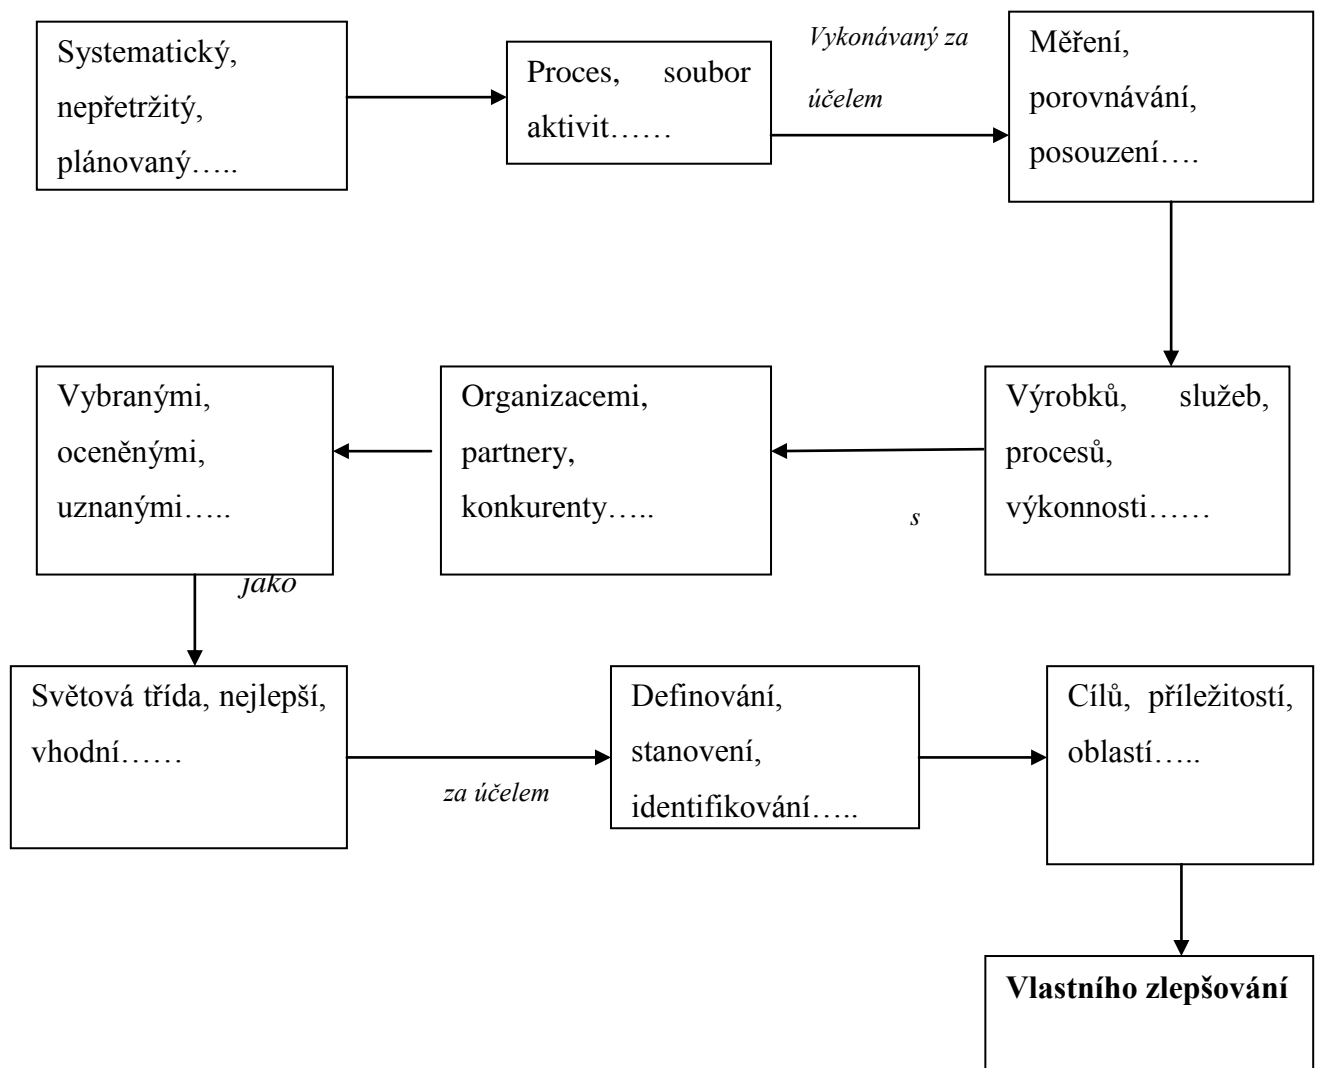 Systematický,
nepřetržitý,
plánovaný…..
Proces, soubor
aktivit……
Vykonávaný za
účelem
Měření,
porovnávání,
posouzení….
Výrobků, služeb,
procesů,
výkonnosti……
s
Organizacemi,
partnery,
konkurenty…..
Vybranými,
oceněnými,
uznanými…..
jako
Světová třída, nejlepší,
vhodní……
za účelem
Definování,
stanovení,
identifikování…..
Cílů, příležitostí,
oblastí…..
Vlastního zlepšování